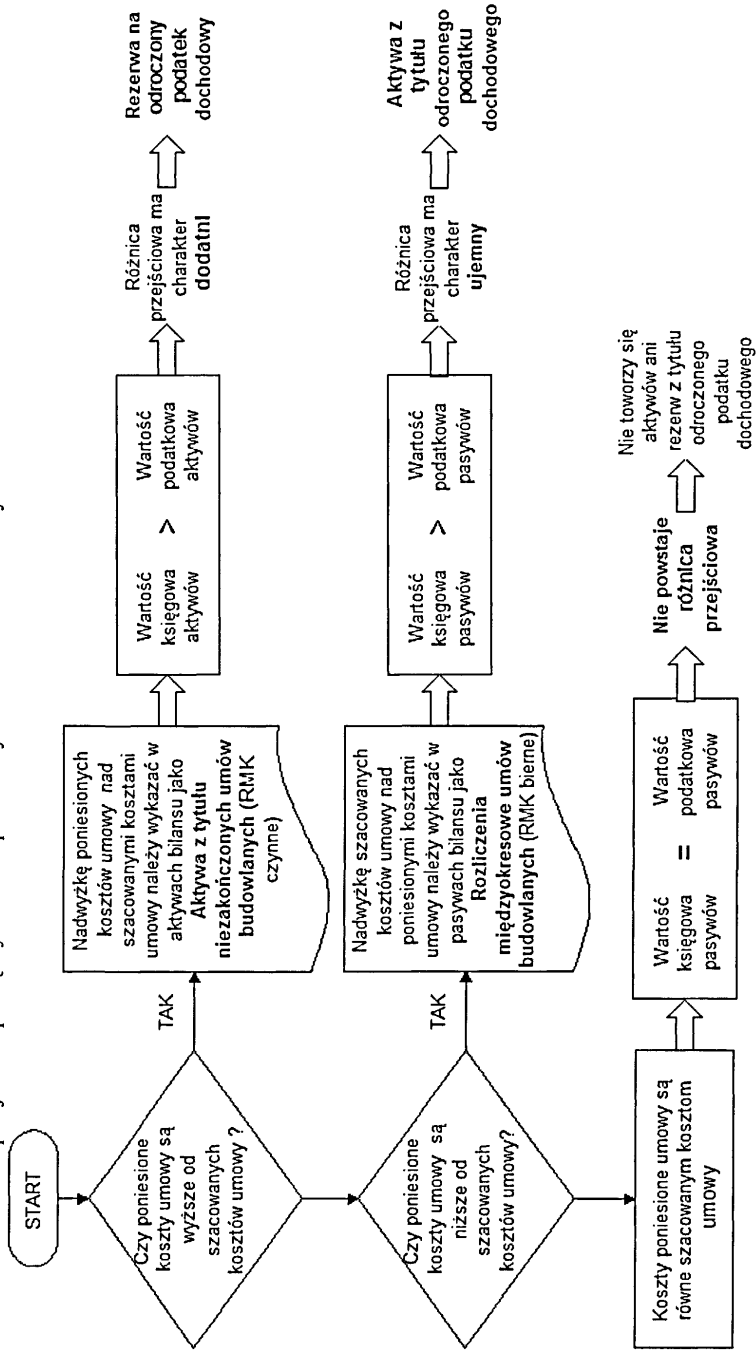 START
Czy poniesione
koszty umowy są
wyższe od
szacowanych
kosztów umowy ?
TAK
Nadwyżkę poniesionych
kosztów umowy nad
szacowanymi kosztami
umowy należy wykazać w
aktywach bilansu jako
Aktywa z tytułu
niezakończonych umów
budowlanych (RMK
czynne)
Wartość
księgowa
aktywów
>
Wartość
podatkowa
aktywów
Różnica
przejściowa ma
charakter
dodatni
Rezerwa na
odroczony
podatek
dochodowy
Czy poniesione
koszty umowy są
niższe od
szacowanych
kosztów umowy?
TAK
Nadwyżkę szacowanych
kosztów umowy nad
poniesionymi kosztami
umowy należy wykazać w
pasywach bilansu jako
Rozliczenia
międzyokresowe umów
budowlanych (RMK bierne)
Wartość
księgowa
pasywów
>
Wartość
podatkowa
pasywów
Różnica
przejściowa ma
charakter
ujemny
Aktywa z
tytułu
odroczonego
podatku
dochodowego
Koszty poniesione umowy są
równe szacowanym kosztom
umowy
Wartość
księgowa
pasywów
=
Wartość
podatkowa
pasywów
Nie powstaje
różnica
przejściowa
Nie toworzy się
aktywów ani
rezerw z tytułu
odroczonego
podatku
dochodowego